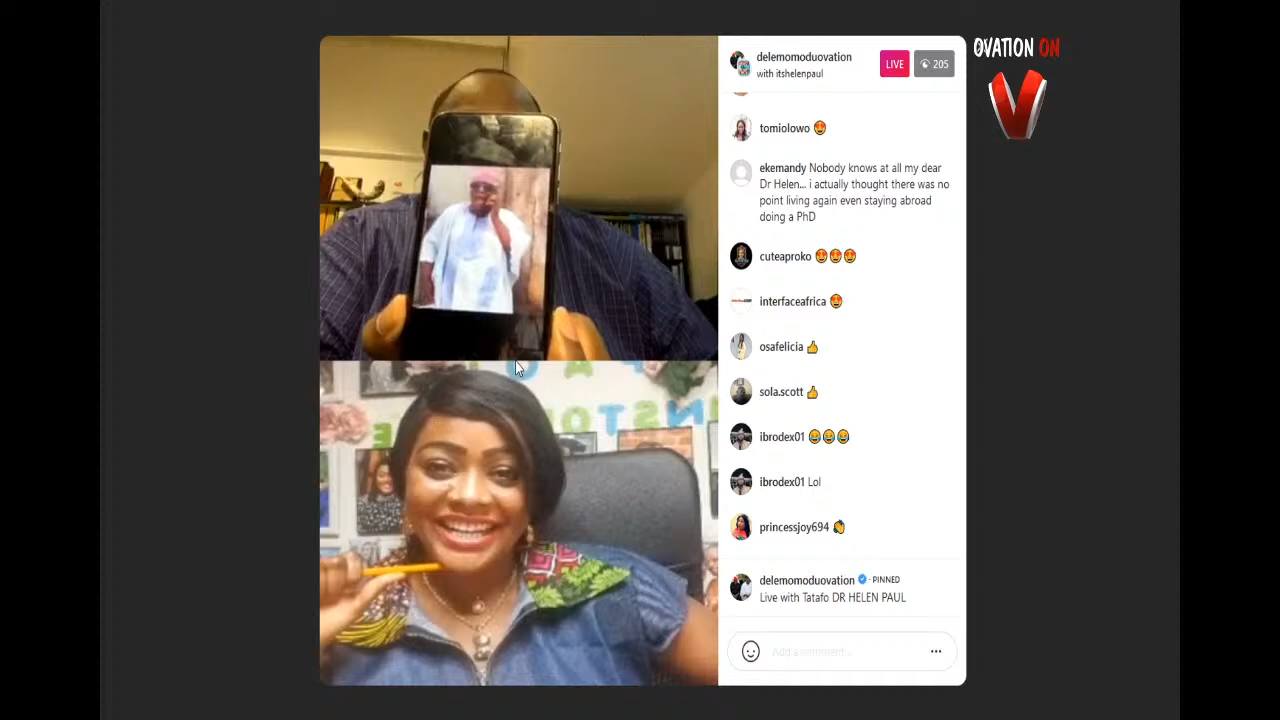 OVATION ON
V
delemomoduovation
with itshelenpaul
LIVE
205
tomiolowo 😍
ekemandy Nobody knows at all my dear
Dr Helen... i actually thought there was no
point living again even staying abroad
doing a PhD
cuteaproko 😍😍😍
interfaceafrica 😍
osafelicia 👍
sola.scott 👍
ibrodex01 😂😂😂
ibrodex01 Lol
princessjoy694 👏
delemomoduovation · PINNED
Live with Tatafo DR HELEN PAUL
Add a comment...